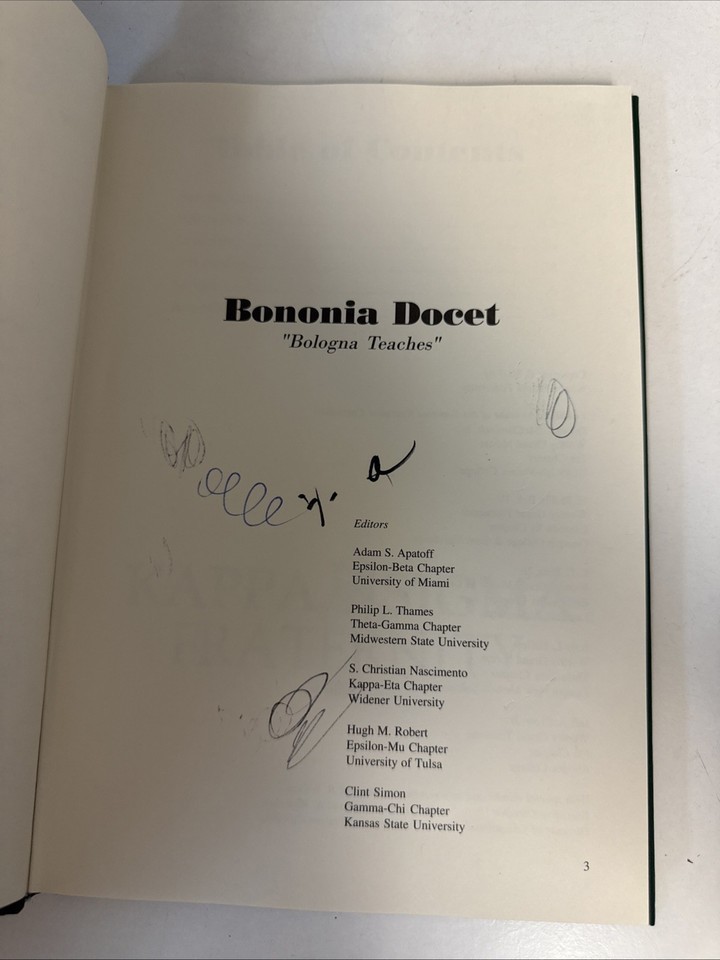 Bononia Docet
"Bologna Teaches"
Editors
Adam S. Apatoff
Epsilon-Beta Chapter
University of Miami
Philip L. Thames
Theta-Gamma Chapter
Midwestern State University
S. Christian Nascimento
Kappa-Eta Chapter
Widener University
Hugh M. Robert
Epsilon-Mu Chapter
University of Tulsa
Clint Simon
Gamma-Chi Chapter
Kansas State University
3